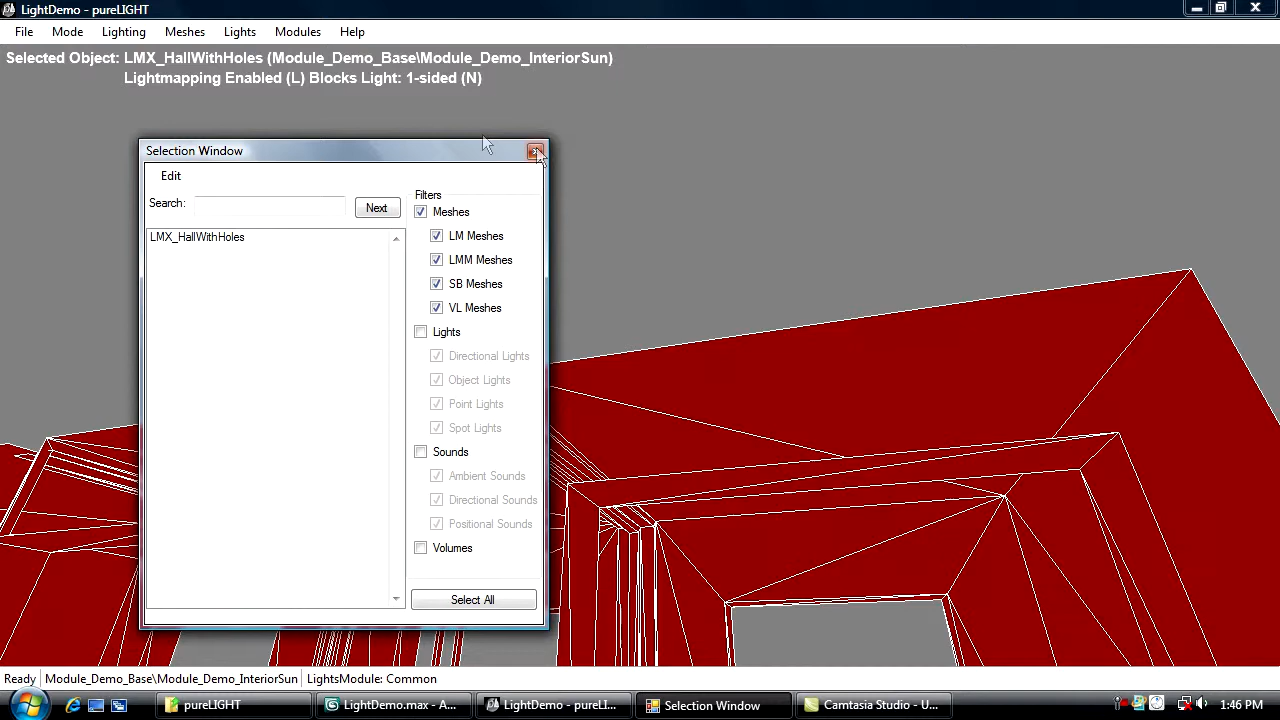 LightDemo - pureLIGHT
File Mode Lighting Meshes Lights Modules Help
Selected Object: LMX_HallWithHoles (Module_Demo_Base\Module_Demo_InteriorSun)
Lightmapping Enabled (L) Blocks Light: 1-sided (N)
Selection Window
Edit
Search:
Next
LMX_HallWithHoles
Filters
Meshes
LM Meshes
LMM Meshes
SB Meshes
VL Meshes
Lights
Directional Lights
Object Lights
Point Lights
Spot Lights
Sounds
Ambient Sounds
Directional Sounds
Positional Sounds
Volumes
Select All
Ready Module_Demo_Base\Module_Demo_InteriorSun LightsModule: Common
pureLIGHT LightDemo.max - A... LightDemo - pureLI... Selection Window Camtasia Studio - U... 1:46 PM